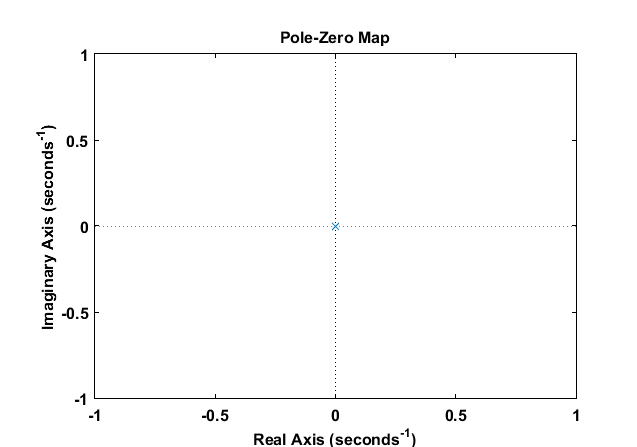 Pole-Zero Map
1
0.5
0
-0.5
-1
Imaginary Axis (seconds⁻¹)
-1 -0.5 0 0.5 1
Real Axis (seconds⁻¹)